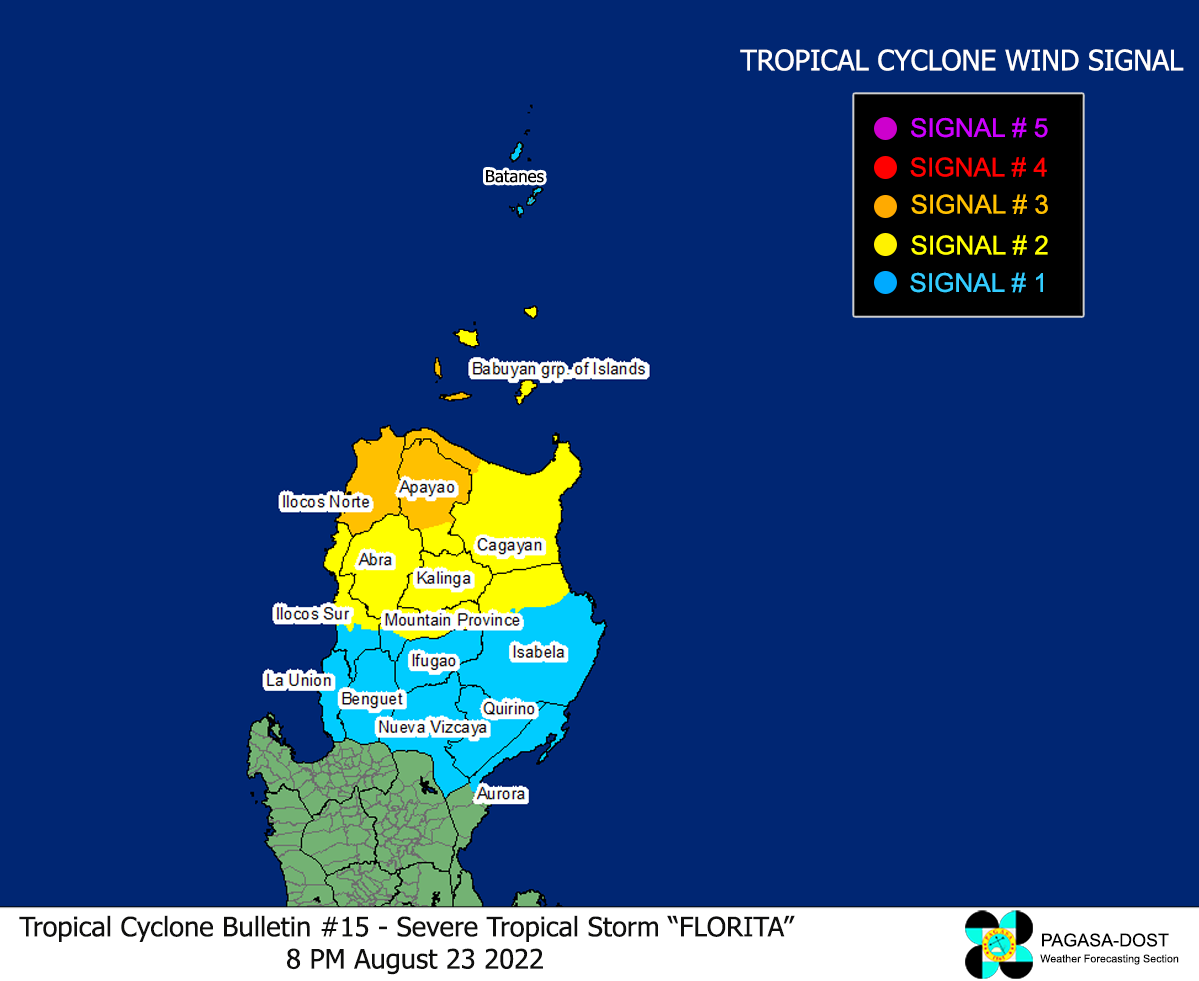 TROPICAL CYCLONE WIND SIGNAL
SIGNAL # 5
SIGNAL # 4
SIGNAL # 3
SIGNAL # 2
SIGNAL # 1
Batanes
Babuyan grp. of Islands
Apayao
Ilocos Norte
Cagayan
Abra
Kalinga
Ilocos Sur
Mountain Province
Isabela
Ifugao
La Union
Benguet
Quirino
Nueva Vizcaya
Aurora
Tropical Cyclone Bulletin #15 - Severe Tropical Storm “FLORITA”
8 PM August 23 2022
PAGASA-DOST
Weather Forecasting Section